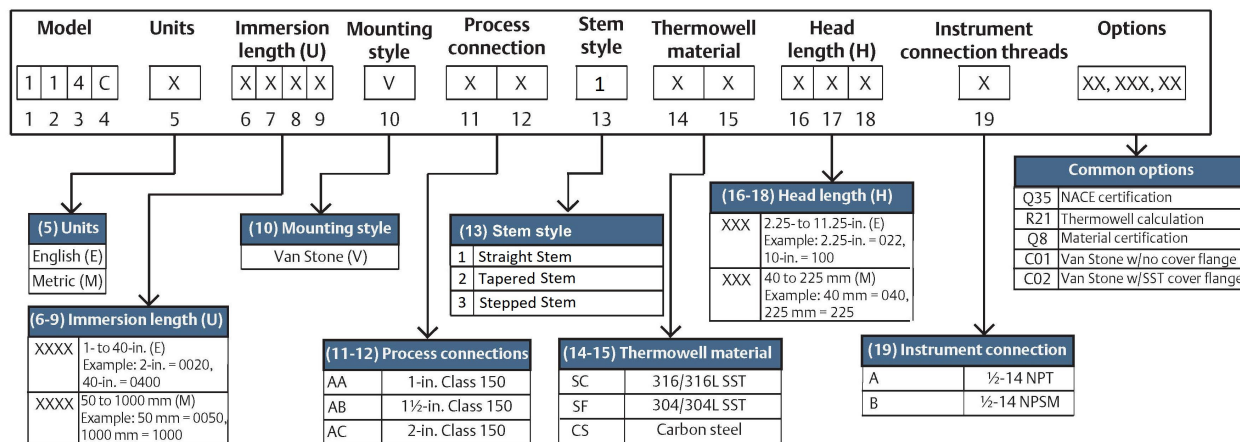 Model Units Immersion length (U) Mounting style Process connection Stem style Thermowell material Head length (H) Instrument connection threads Options
1 1 4 C X X X X X V X X 1 X X X X X X XX, XXX, XX
1 2 3 4 5 6 7 8 9 10 11 12 13 14 15 16 17 18 19
(5) Units
English (E)
Metric (M)
(6-9) Immersion length (U)
XXXX 1- to 40-in. (E)
Example: 2-in. = 0020,
40-in. = 0400
XXXX 50 to 1000 mm (M)
Example: 50 mm = 0050,
1000 mm = 1000
(10) Mounting style
Van Stone (V)
(11-12) Process connections
AA 1-in. Class 150
AB 1½-in. Class 150
AC 2-in. Class 150
(13) Stem style
1 Straight Stem
2 Tapered Stem
3 Stepped Stem
(14-15) Thermowell material
SC 316/316L SST
SF 304/304L SST
CS Carbon steel
(16-18) Head length (H)
XXX 2.25- to 11.25-in. (E)
Example: 2.25-in. = 022,
10-in. = 100
XXX 40 to 225 mm (M)
Example: 40 mm = 040,
225 mm = 225
(19) Instrument connection
A ½-14 NPT
B ½-14 NPSM
Common options
Q35 NACE certification
R21 Thermowell calculation
Q8 Material certification
C01 Van Stone w/no cover flange
C02 Van Stone w/SST cover flange